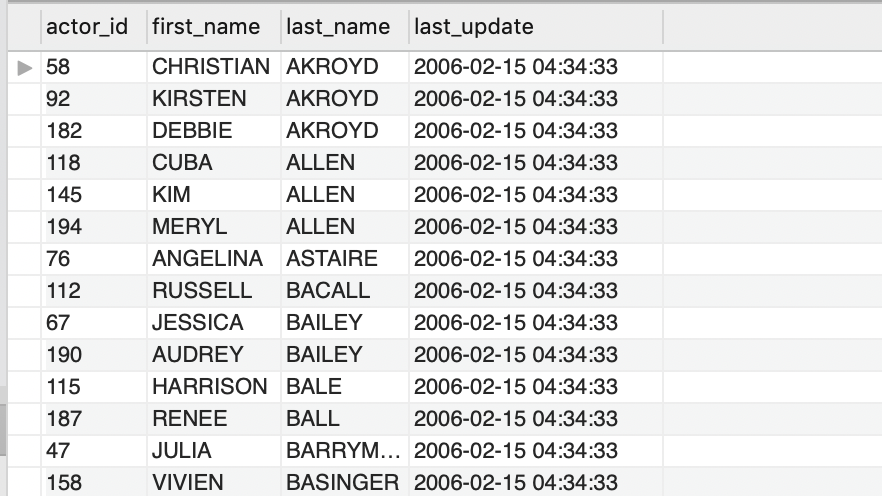 actor_id first_name last_name last_update
58 CHRISTIAN AKROYD 2006-02-15 04:34:33
92 KIRSTEN AKROYD 2006-02-15 04:34:33
182 DEBBIE AKROYD 2006-02-15 04:34:33
118 CUBA ALLEN 2006-02-15 04:34:33
145 KIM ALLEN 2006-02-15 04:34:33
194 MERYL ALLEN 2006-02-15 04:34:33
76 ANGELINA ASTAIRE 2006-02-15 04:34:33
112 RUSSELL BACALL 2006-02-15 04:34:33
67 JESSICA BAILEY 2006-02-15 04:34:33
190 AUDREY BAILEY 2006-02-15 04:34:33
115 HARRISON BALE 2006-02-15 04:34:33
187 RENEE BALL 2006-02-15 04:34:33
47 JULIA BARRYM... 2006-02-15 04:34:33
158 VIVIEN BASINGER 2006-02-15 04:34:33